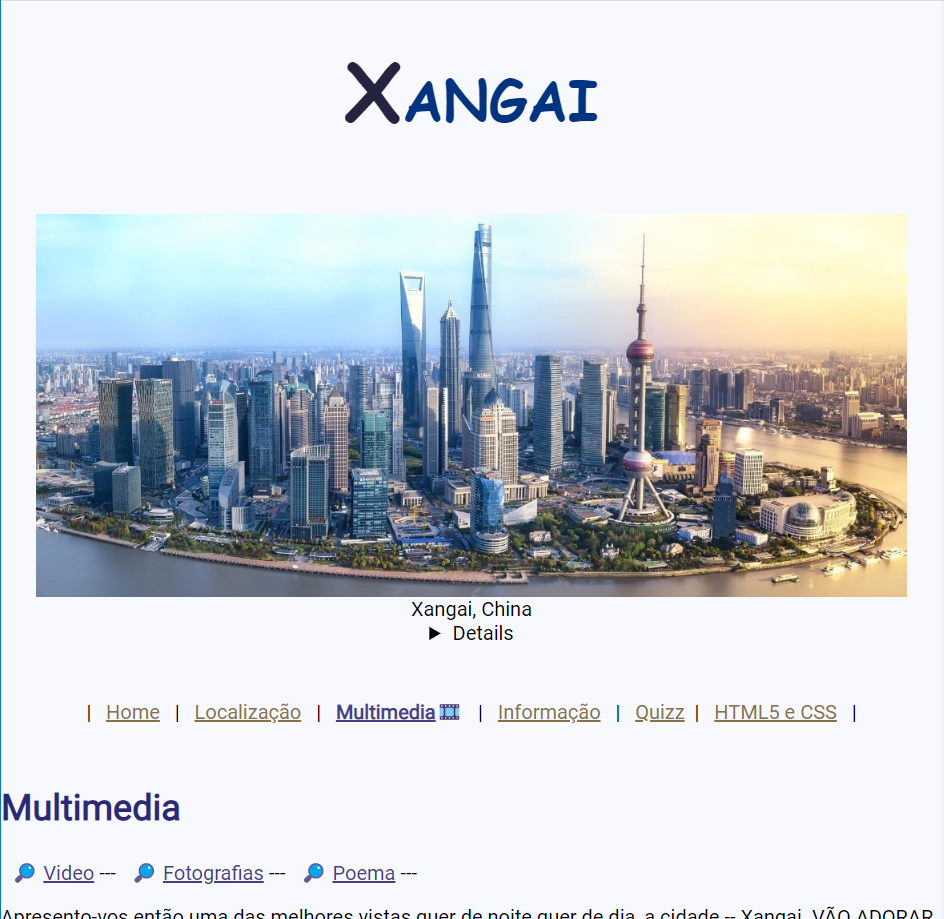 XANGAI
Xangai, China
▶ Details
| Home | Localização | Multimedia | Informação | Quizz | HTML5 e CSS |
Multimedia
Video --- Fotografias --- Poema ---
Apresento-vos então uma das melhores vistas quer de noite quer de dia, a cidade -- Xangai. VÃO ADORAR